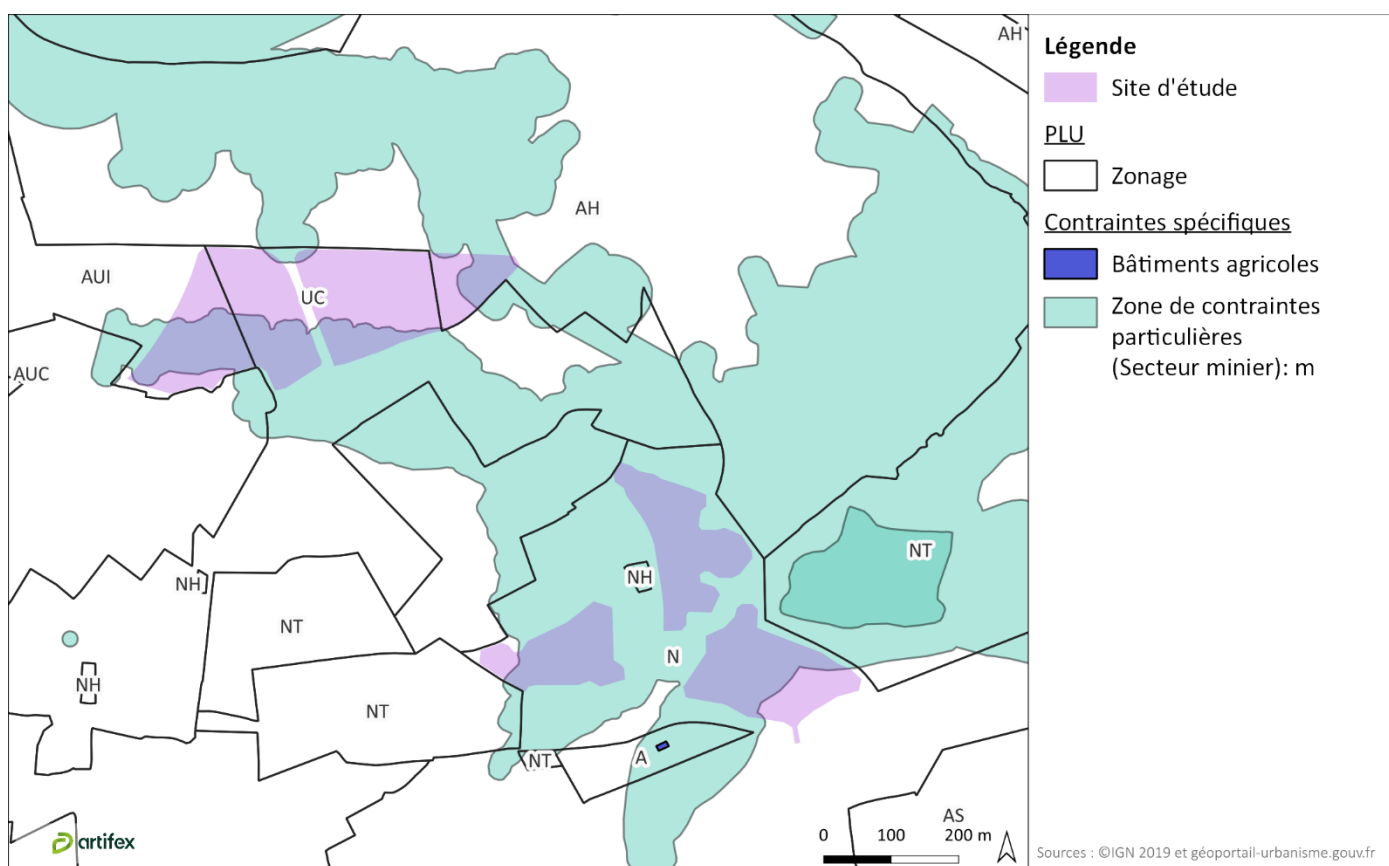 AH
AH
AUI
UC
AUC
NH
NH
NT
NT
N
NT
NH
NT
A
AS
0 100 200 m
artifex
Légende
Site d'étude
PLU
Zonage
Contraintes spécifiques
Bâtiments agricoles
Zone de contraintes
particulières
(Secteur minier): m
Sources : ©IGN 2019 et géoportail-urbanisme.gouv.fr